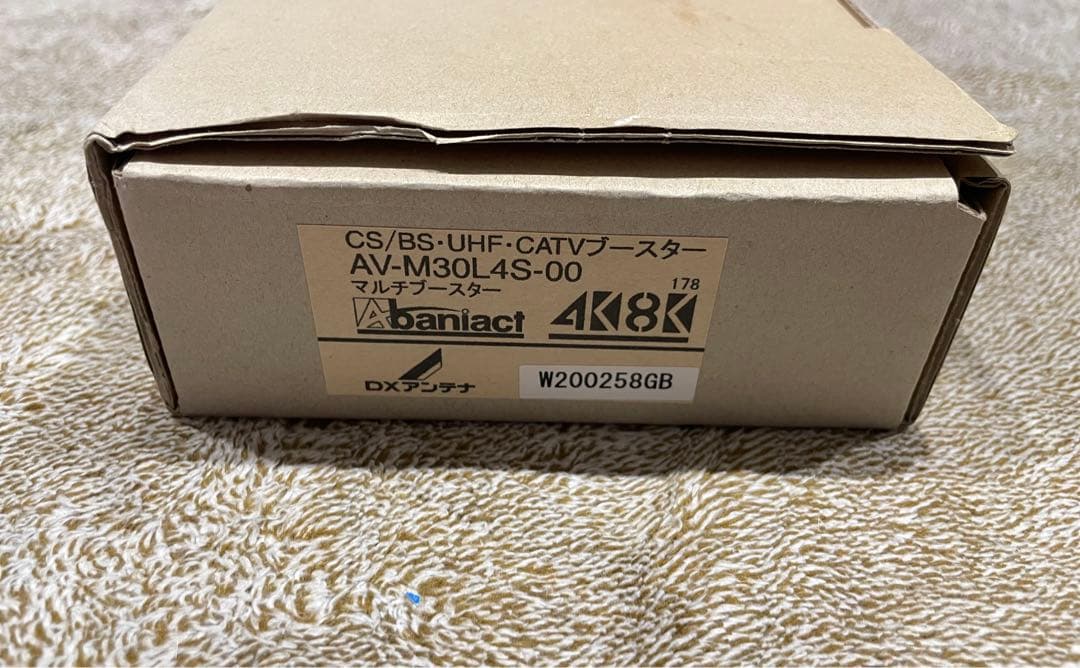 CS/BS・UHF・CATVブースター
AV-M30L4S-00
マルチブースター
178
Abaniact 4K8K
DXアンテナ
W200258GB